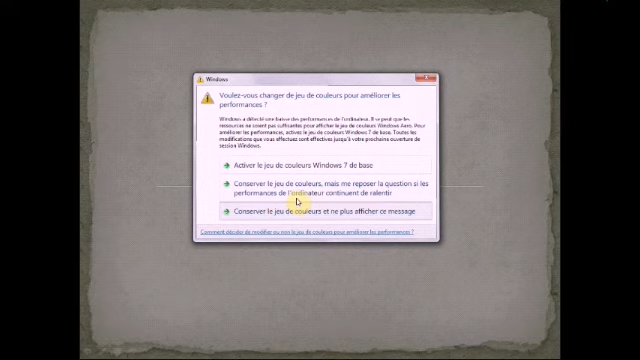 Windows
Voulez-vous changer de jeu de couleurs pour améliorer les
performances ?
Windows a détecté une baisse des performances de l'ordinateur. Il se peut que les
ressources ne soient pas suffisantes pour afficher le jeu de couleurs Windows Aero. Pour
améliorer les performances, activez le jeu de couleurs Windows 7 de base. Toutes les
modifications que vous effectuez sont effectives jusqu'à votre prochaine ouverture de
session Windows.
Activer le jeu de couleurs Windows 7 de base
Conserver le jeu de couleurs, mais me reposer la question si les
performances de l'ordinateur continuent de ralentir
Conserver le jeu de couleurs et ne plus afficher ce message
Comment décider de modifier ou non le jeu de couleurs pour améliorer les performances ?